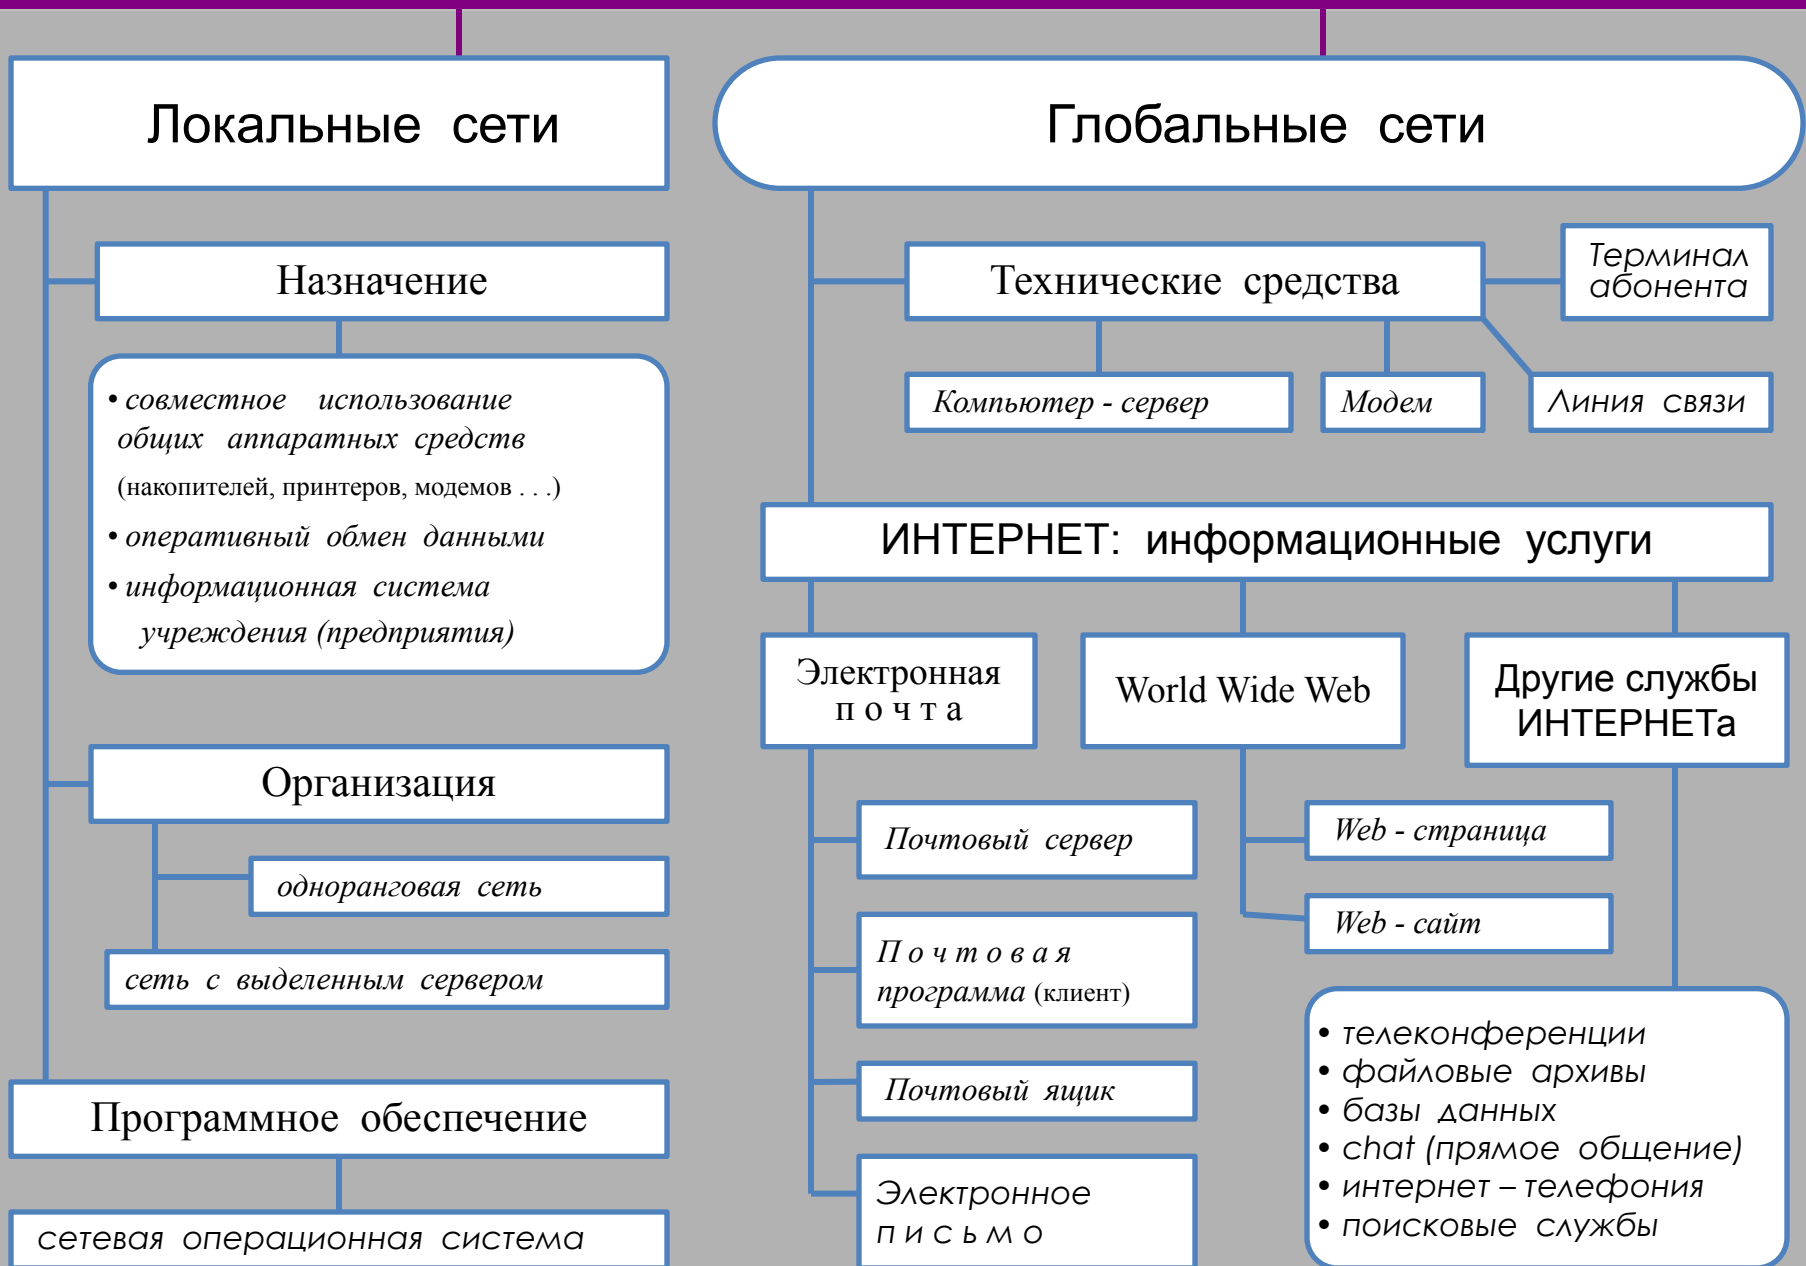 Локальные сети
Назначение
• совместное использование
общих аппаратных средств
(накопителей, принтеров, модемов . . .)
• оперативный обмен данными
• информационная система
учреждения (предприятия)
Организация
одноранговая сеть
сеть с выделенным сервером
Программное обеспечение
сетевая операционная система
Глобальные сети
Технические средства
Терминал
абонента
Компьютер - сервер
Модем
Линия связи
ИНТЕРНЕТ: информационные услуги
Электронная
п о ч т а
World Wide Web
Другие службы
ИНТЕРНЕТа
Почтовый сервер
П о ч т о в а я
программа (клиент)
Почтовый ящик
Электронное
п и с ь м о
Web - страница
Web - сайт
• телеконференции
• файловые архивы
• базы данных
• chat (прямое общение)
• интернет – телефония
• поисковые службы